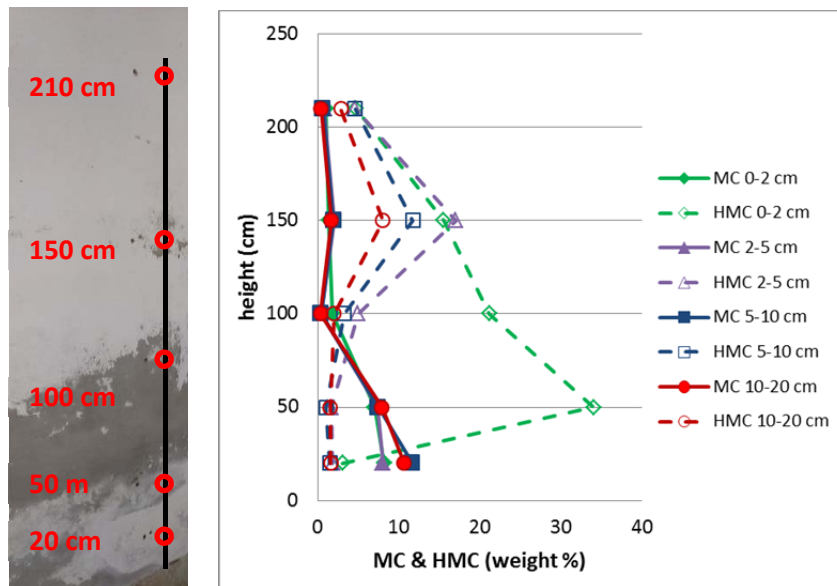 210 cm
150 cm
100 cm
50 m
20 cm
250
200
150
100
50
0
height (cm)
0 10 20 30 40
MC & HMC (weight %)
MC 0-2 cm
HMC 0-2 cm
MC 2-5 cm
HMC 2-5 cm
MC 5-10 cm
HMC 5-10 cm
MC 10-20 cm
HMC 10-20 cm